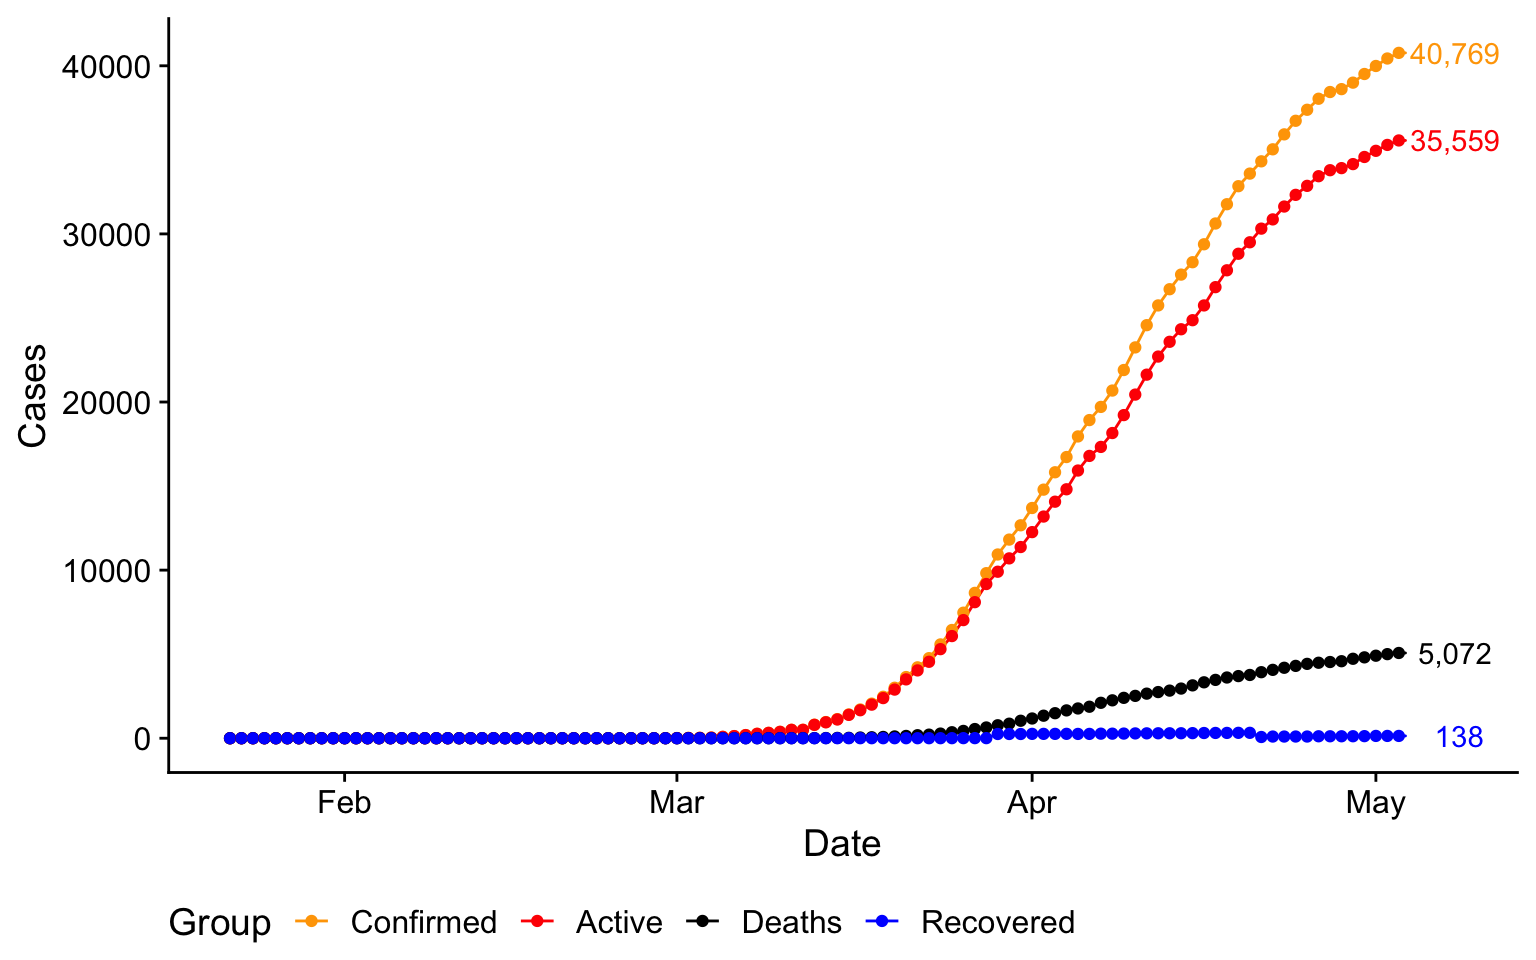 40000
30000
20000
10000
0
Cases
40,769
35,559
5,072
138
Feb Mar Apr May
Date
Group Confirmed Active Deaths Recovered